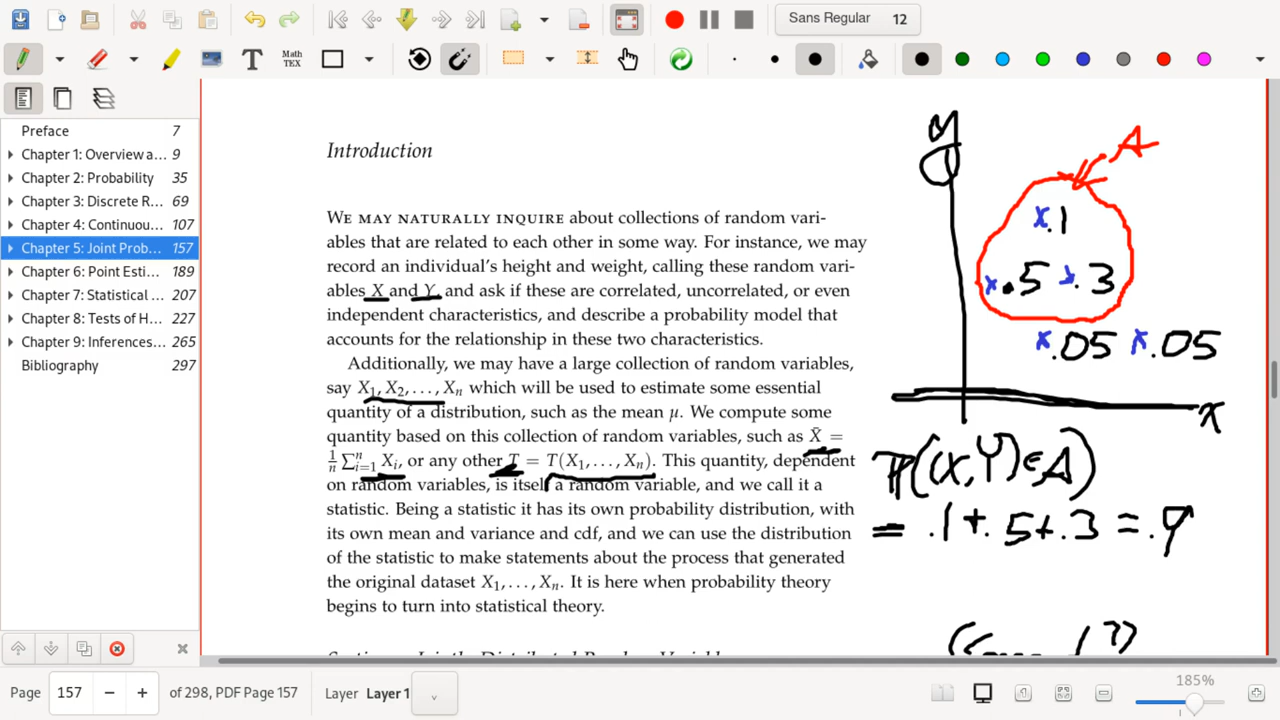 Sans Regular 12
T Math TEX
Preface 7
Chapter 1: Overview a... 9
Chapter 2: Probability 35
Chapter 3: Discrete R... 69
Chapter 4: Continuou... 107
Chapter 5: Joint Prob... 157
Chapter 6: Point Esti... 189
Chapter 7: Statistical ... 207
Chapter 8: Tests of H... 227
Chapter 9: Inferences... 265
Bibliography 297
Introduction
WE MAY NATURALLY INQUIRE about collections of random vari-
ables that are related to each other in some way. For instance, we may
record an individual's height and weight, calling these random vari-
ables X and Y, and ask if these are correlated, uncorrelated, or even
independent characteristics, and describe a probability model that
accounts for the relationship in these two characteristics.
Additionally, we may have a large collection of random variables,
say X₁, X₂, . . . , Xₙ which will be used to estimate some essential
quantity of a distribution, such as the mean μ. We compute some
quantity based on this collection of random variables, such as X̄ =
1/n ∑ⁿᵢ₌₁ Xᵢ, or any other T = T(X₁, . . . , Xₙ). This quantity, dependent
on random variables, is itself a random variable, and we call it a
statistic. Being a statistic it has its own probability distribution, with
its own mean and variance and cdf, and we can use the distribution
of the statistic to make statements about the process that generated
the original dataset X₁, . . . , Xₙ. It is here when probability theory
begins to turn into statistical theory.
y
A
x .1
x .5 x .3
x .05 x .05
x
P((X,Y)∈A)
= .1+.5+.3 = .9
Page 157 − + of 298, PDF Page 157 Layer Layer 1 185%